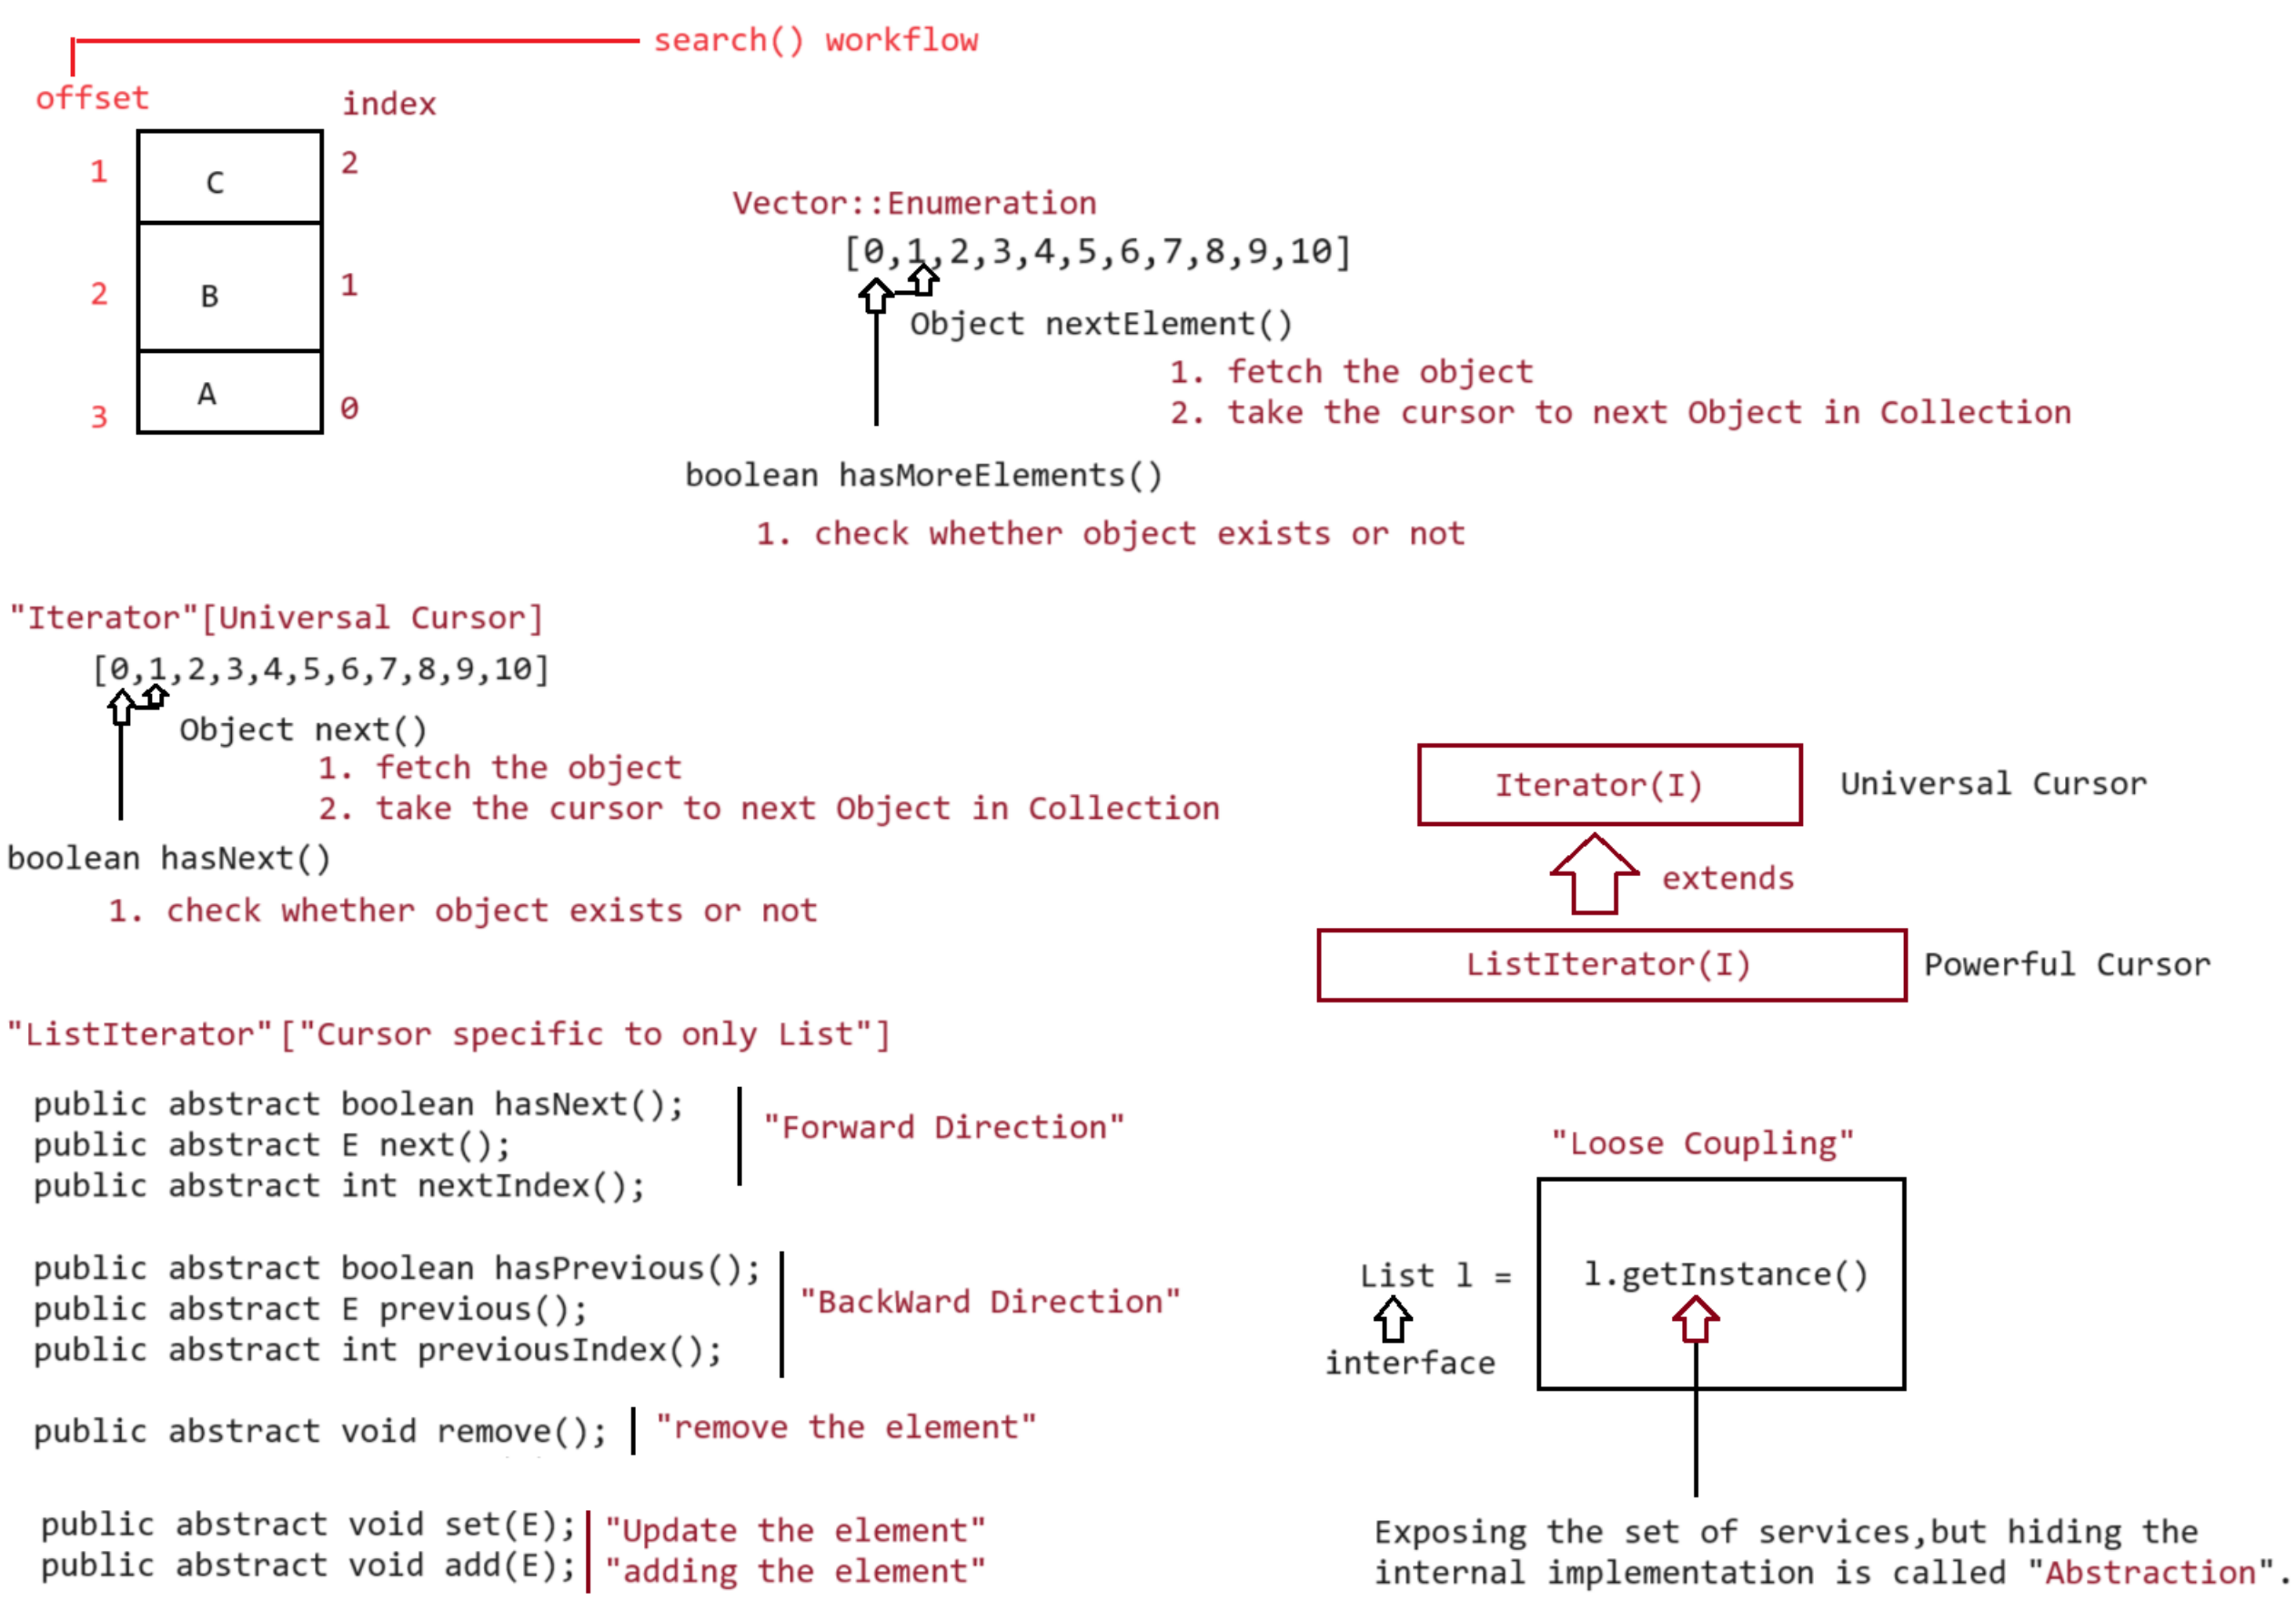 search() workflow
offset
index
1
C
2
2
B
1
3
A
0
Vector::Enumeration
[0,1,2,3,4,5,6,7,8,9,10]
Object nextElement()
1. fetch the object
2. take the cursor to next Object in Collection
boolean hasMoreElements()
1. check whether object exists or not
"Iterator"[Universal Cursor]
[0,1,2,3,4,5,6,7,8,9,10]
Object next()
1. fetch the object
2. take the cursor to next Object in Collection
boolean hasNext()
1. check whether object exists or not
Iterator(I)
Universal Cursor
extends
ListIterator(I)
Powerful Cursor
"ListIterator"["Cursor specific to only List"]
public abstract boolean hasNext();
public abstract E next();
public abstract int nextIndex();
"Forward Direction"
public abstract boolean hasPrevious();
public abstract E previous();
public abstract int previousIndex();
"BackWard Direction"
public abstract void remove();
"remove the element"
public abstract void set(E);
"Update the element"
public abstract void add(E);
"adding the element"
"Loose Coupling"
List l =
l.getInstance()
interface
Exposing the set of services,but hiding the
internal implementation is called "Abstraction".